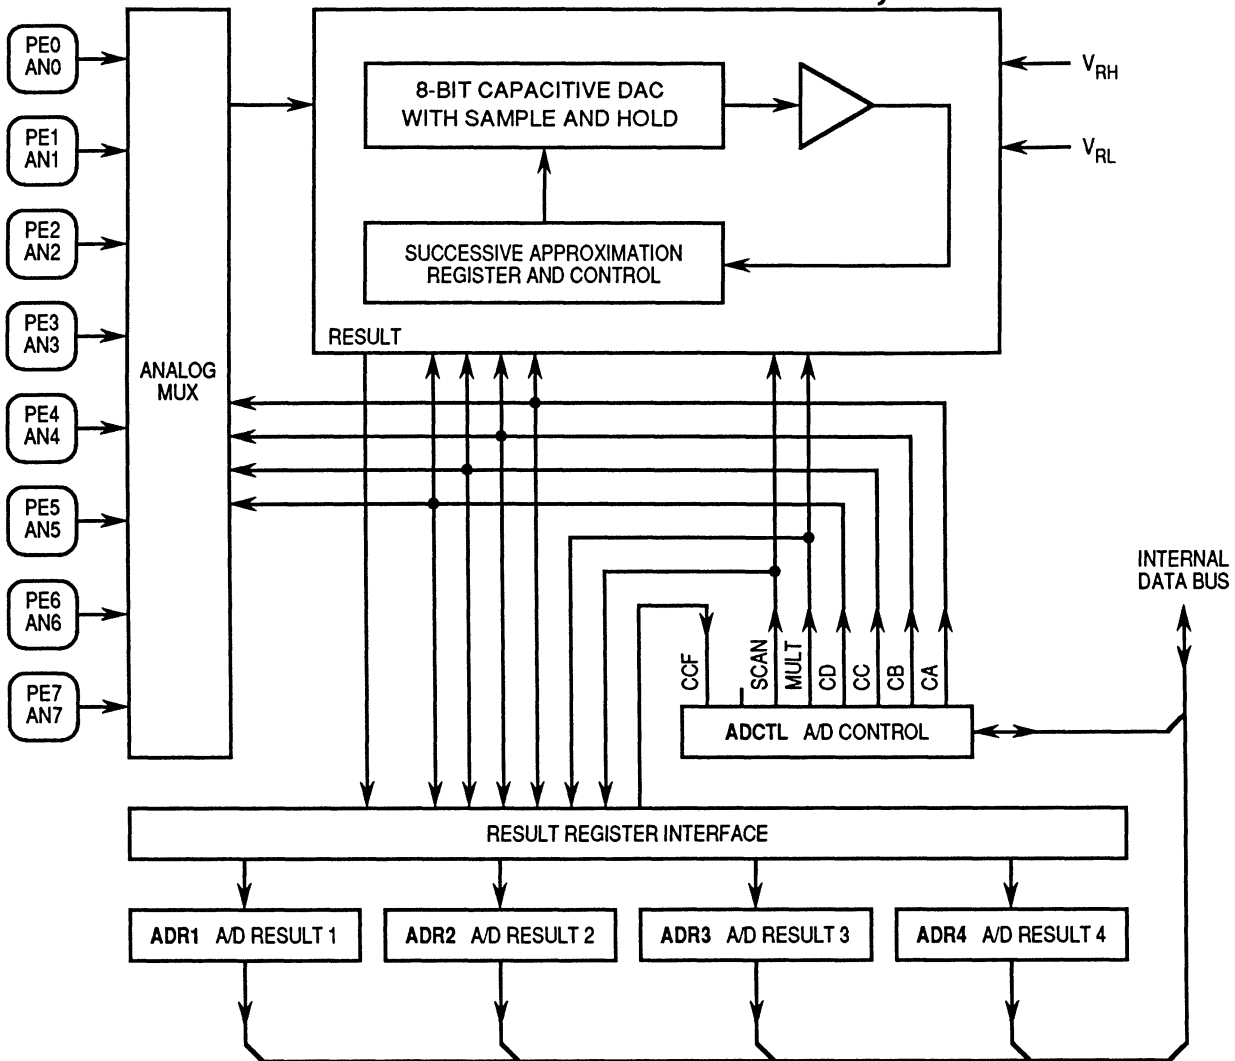 PE0
AN0
PE1
AN1
PE2
AN2
PE3
AN3
PE4
AN4
PE5
AN5
PE6
AN6
PE7
AN7
ANALOG
MUX
8-BIT CAPACITIVE DAC
WITH SAMPLE AND HOLD
SUCCESSIVE APPROXIMATION
REGISTER AND CONTROL
RESULT
VRH
VRL
INTERNAL
DATA BUS
CCF
SCAN
MULT
CD
CC
CB
CA
ADCTL A/D CONTROL
RESULT REGISTER INTERFACE
ADR1 A/D RESULT 1
ADR2 A/D RESULT 2
ADR3 A/D RESULT 3
ADR4 A/D RESULT 4